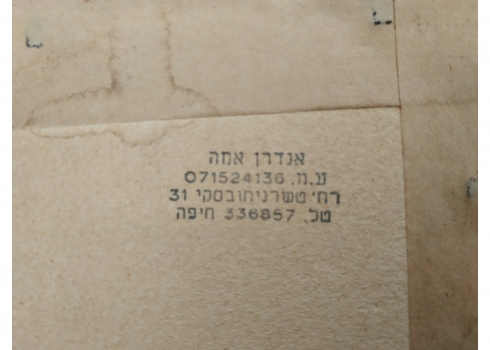 אנדרן אמה
ע.מ. 071524136
רח' טשרניחובסקי 31
טל. 336857 חיפה